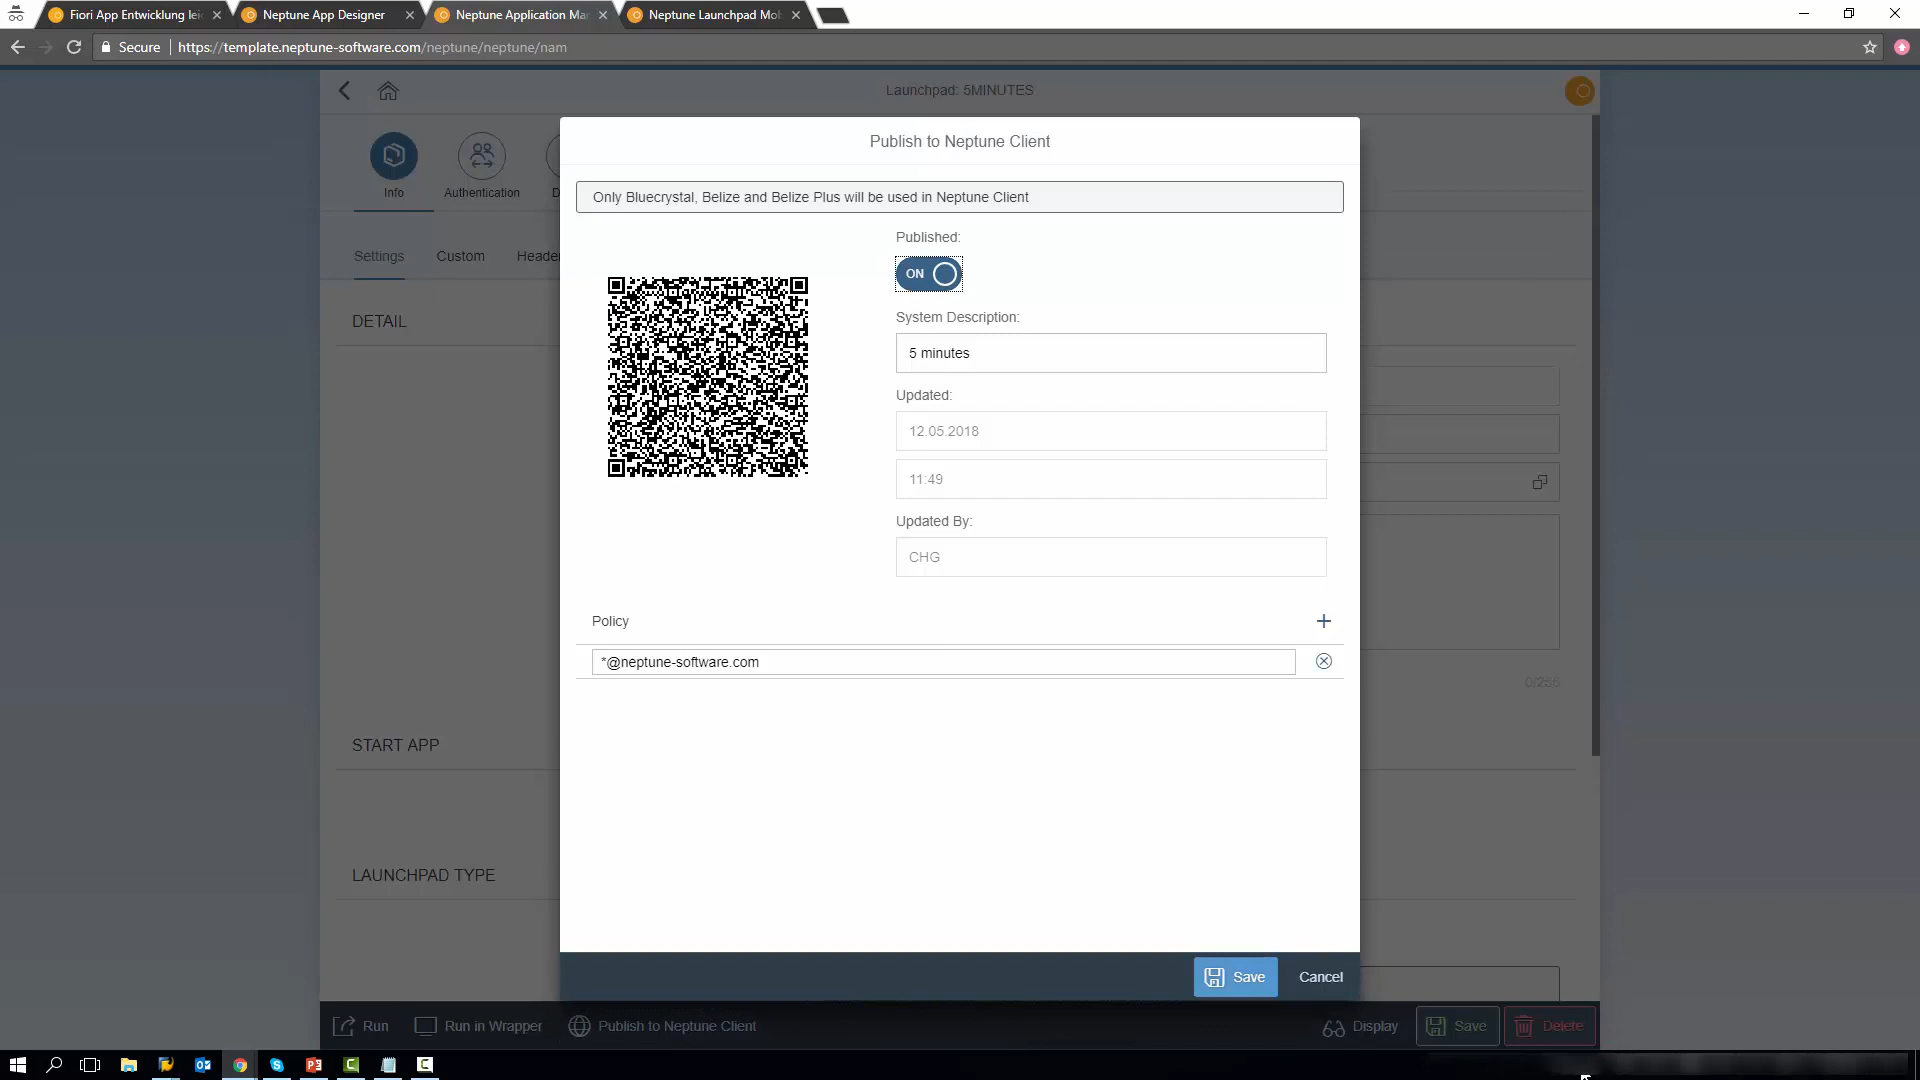 Fiori App Entwicklung lei
Neptune App Designer
Neptune Application Ma
Neptune Launchpad Mo
Secure
https://template.neptune-software.com/neptune/neptune/nam
Launchpad: 5MINUTES
Info
Authentication
D
Settings
Custom
Header
DETAIL
START APP
LAUNCHPAD TYPE
0/255
Publish to Neptune Client
Only Bluecrystal, Belize and Belize Plus will be used in Neptune Client
Published:
ON
System Description:
5 minutes
Updated:
12.05.2018
11:49
Updated By:
CHG
Policy
*@neptune-software.com
Save
Cancel
Run
Run in Wrapper
Publish to Neptune Client
Display
Save
Delete